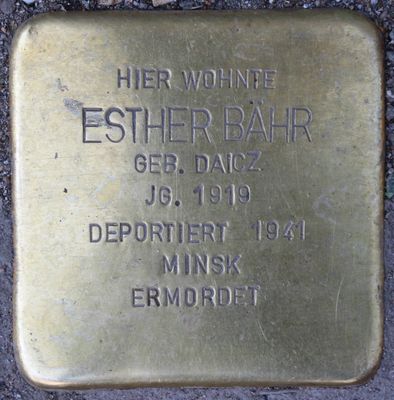 HIER WOHNTE
ESTHER BÄHR
GEB. DAICZ
JG. 1919
DEPORTIERT 1941
MINSK
ERMORDET